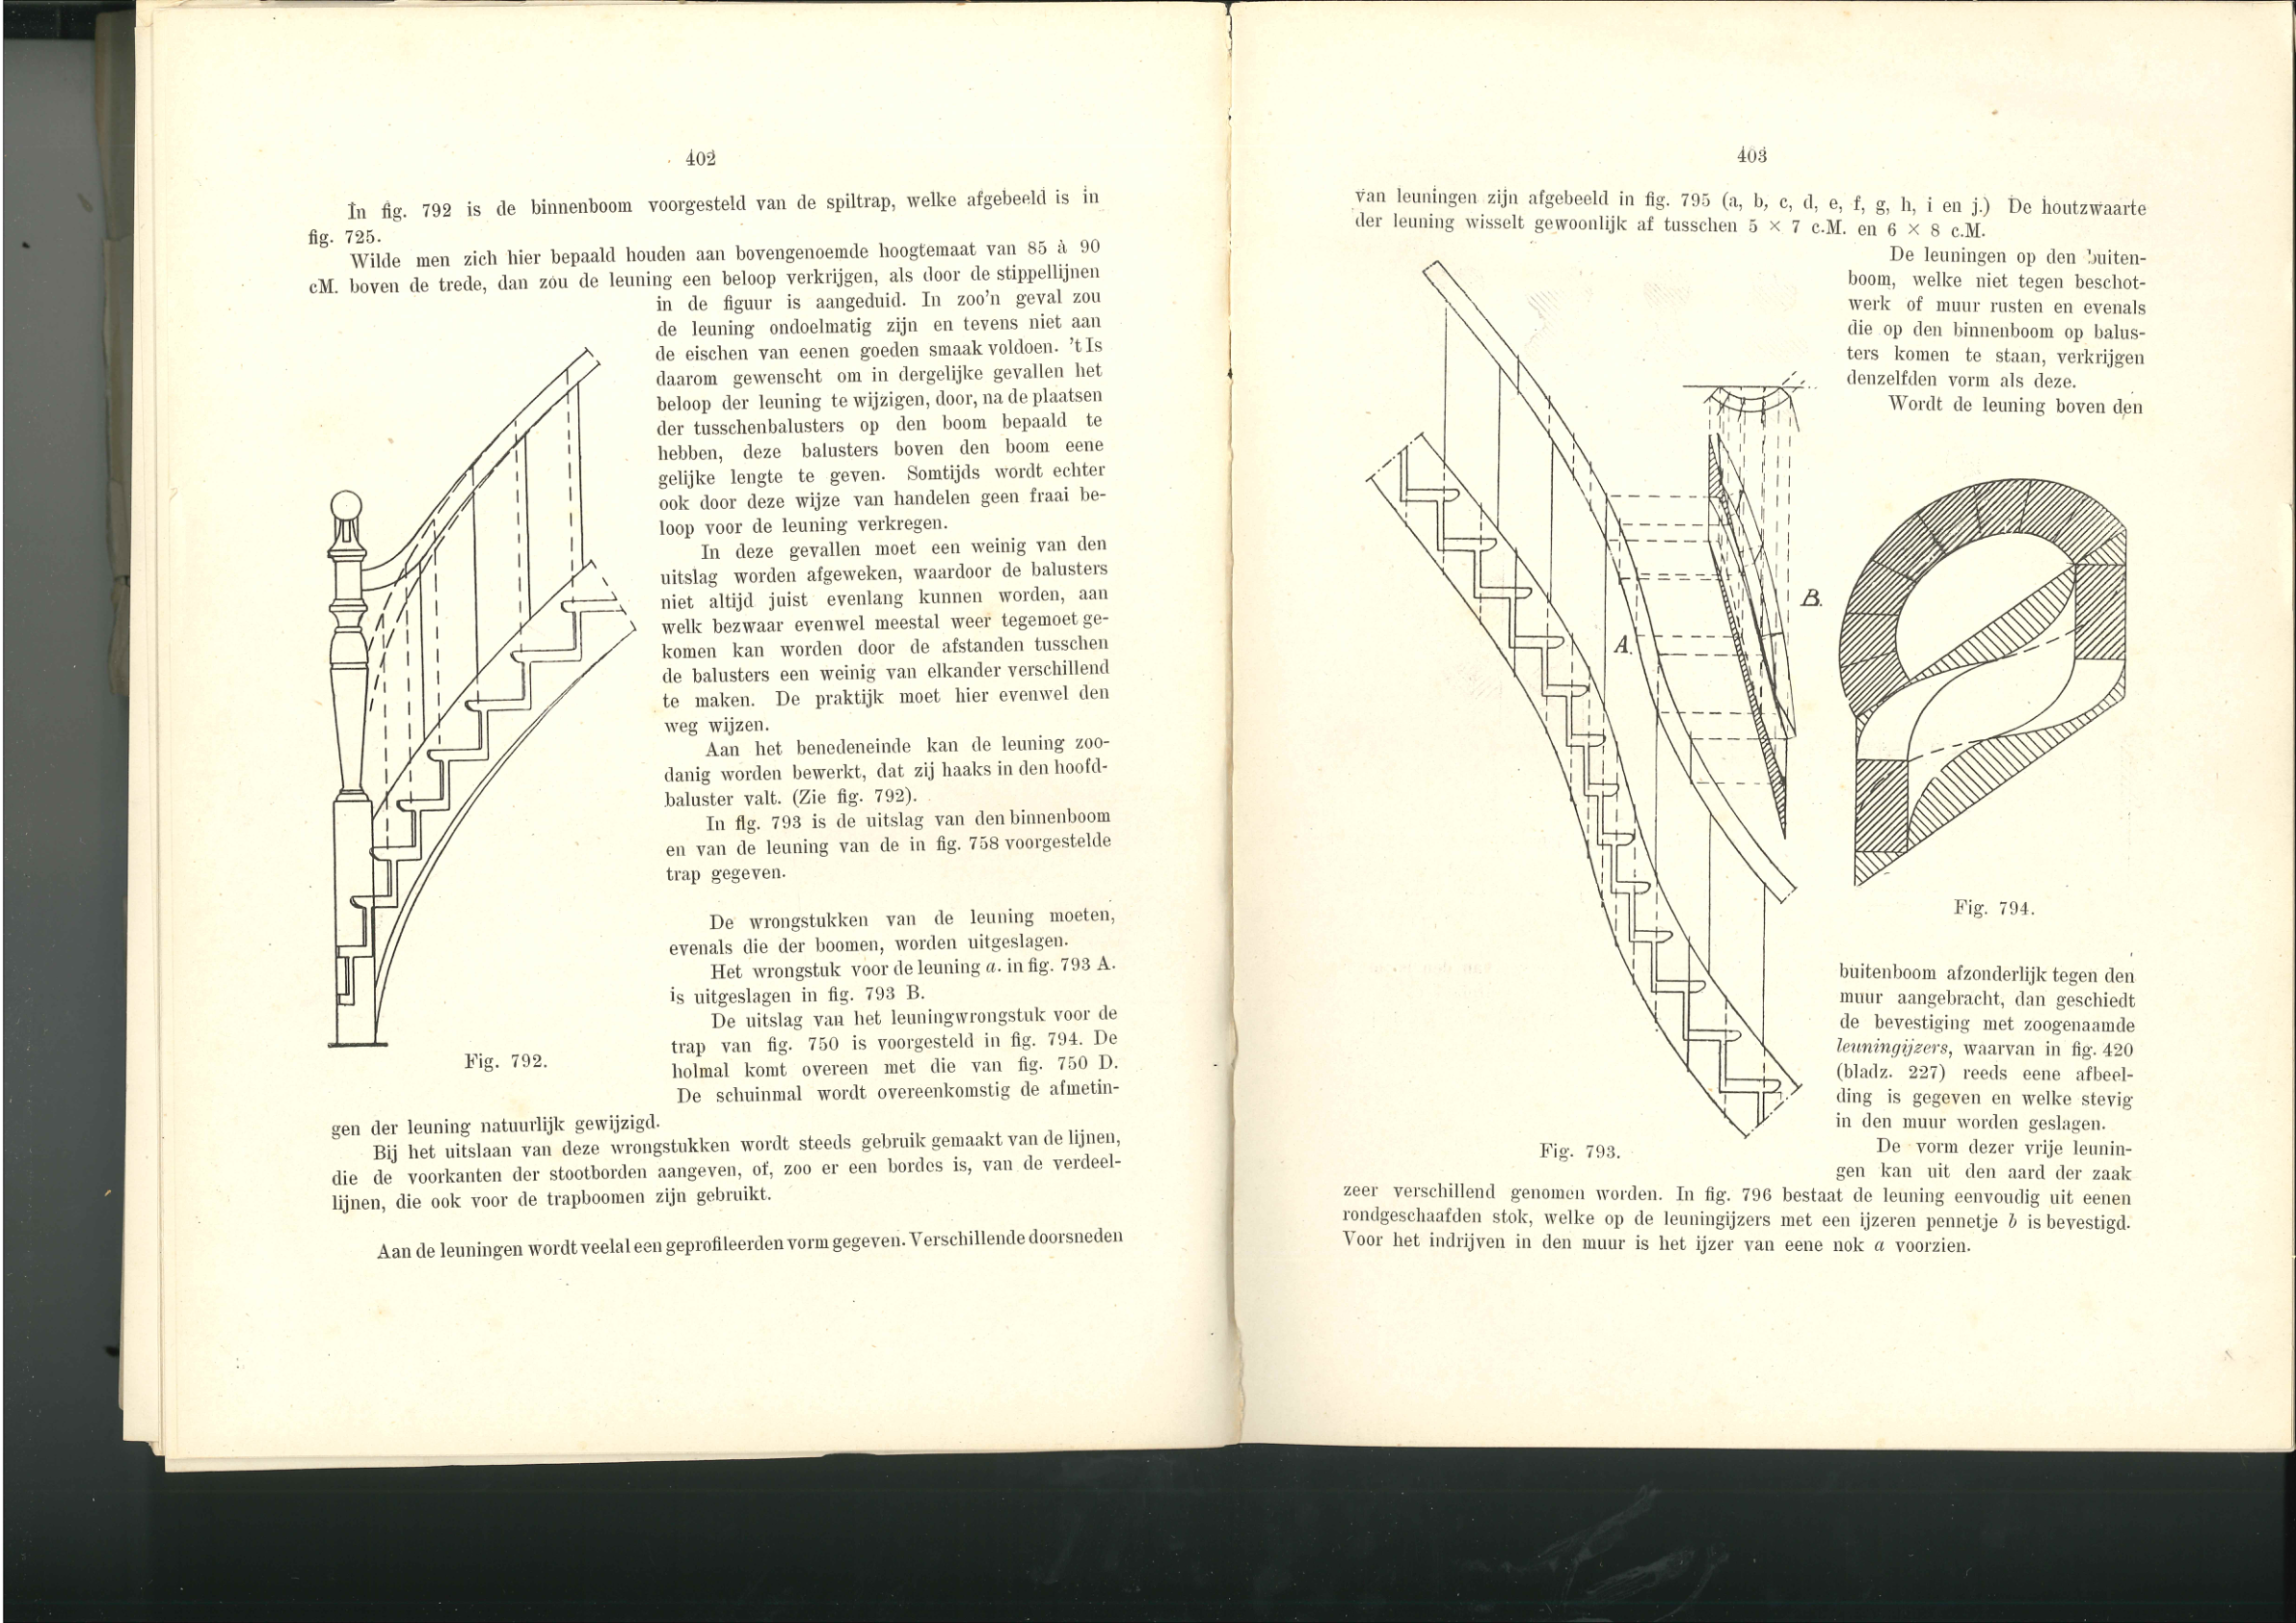 402
In fig. 792 is de binnenboom voorgesteld van de spiltrap, welke afgebeeld is in
fig. 725.
Wilde men zich hier bepaald houden aan bovengenoemde hoogtemaat van 85 à 90
cM. boven de trede, dan zou de leuning een beloop verkrijgen, als door de stippellijnen
in de figuur is aangeduid. In zoo'n geval zou
de leuning ondoelmatig zijn en tevens niet aan
de eischen van eenen goeden smaak voldoen. 't Is
daarom gewenscht om in dergelijke gevallen het
beloop der leuning te wijzigen, door, na de plaatsen
der tusschenbalusters op den boom bepaald te
hebben, deze balusters boven den boom eene
gelijke lengte te geven. Somtijds wordt echter
ook door deze wijze van handelen geen fraai be-
loop voor de leuning verkregen.
In deze gevallen moet een weinig van den
uitslag worden afgeweken, waardoor de balusters
niet altijd juist evenlang kunnen worden, aan
welk bezwaar evenwel meestal weer tegemoet ge-
komen kan worden door de afstanden tusschen
de balusters een weinig van elkander verschillend
te maken. De praktijk moet hier evenwel den
weg wijzen.
Aan het benedeneinde kan de leuning zoo-
danig worden bewerkt, dat zij haaks in den hoofd-
baluster valt. (Zie fig. 792).
In flg. 793 is de uitslag van den binnenboom
en van de leuning van de in fig. 758 voorgestelde
trap gegeven.
De wrongstukken van de leuning moeten,
evenals die der boomen, worden uitgeslagen.
Het wrongstuk voor de leuning a. in fig. 793 A.
is uitgeslagen in fig. 793 B.
De uitslag van het leuningwrongstuk voor de
trap van fig. 750 is voorgesteld in fig. 794. De
holmal komt overeen met die van fig. 750 D.
De schuinmal wordt overeenkomstig de afmetin-
Fig. 792.
gen der leuning natuurlijk gewijzigd.
Bij het uitslaan van deze wrongstukken wordt steeds gebruik gemaakt van de lijnen,
die de voorkanten der stootborden aangeven, of, zoo er een bordes is, van de verdeel-
lijnen, die ook voor de trapboomen zijn gebruikt.
Aan de leuningen wordt veelal een geprofileerden vorm gegeven. Verschillende doorsneden
403
van leuningen zijn afgebeeld in fig. 795 (a, b, c, d, e, f, g, h, i en j.) De houtzwaarte
der leuning wisselt gewoonlijk af tusschen 5 × 7 c.M. en 6 × 8 c.M.
De leuningen op den buiten-
boom, welke niet tegen beschot-
werk of muur rusten en evenals
die op den binnenboom op balus-
ters komen te staan, verkrijgen
denzelfden vorm als deze.
Wordt de leuning boven den
A.
B.
Fig. 794.
buitenboom afzonderlijk tegen den
muur aangebracht, dan geschiedt
de bevestiging met zoogenaamde
leuningijzers, waarvan in fig. 420
(bladz. 227) reeds eene afbeel-
ding is gegeven en welke stevig
in den muur worden geslagen.
De vorm dezer vrije leunin-
gen kan uit den aard der zaak
Fig. 793.
zeer verschillend genomen worden. In fig. 796 bestaat de leuning eenvoudig uit eenen
rondgeschaafden stok, welke op de leuningijzers met een ijzeren pennetje b is bevestigd.
Voor het indrijven in den muur is het ijzer van eene nok a voorzien.